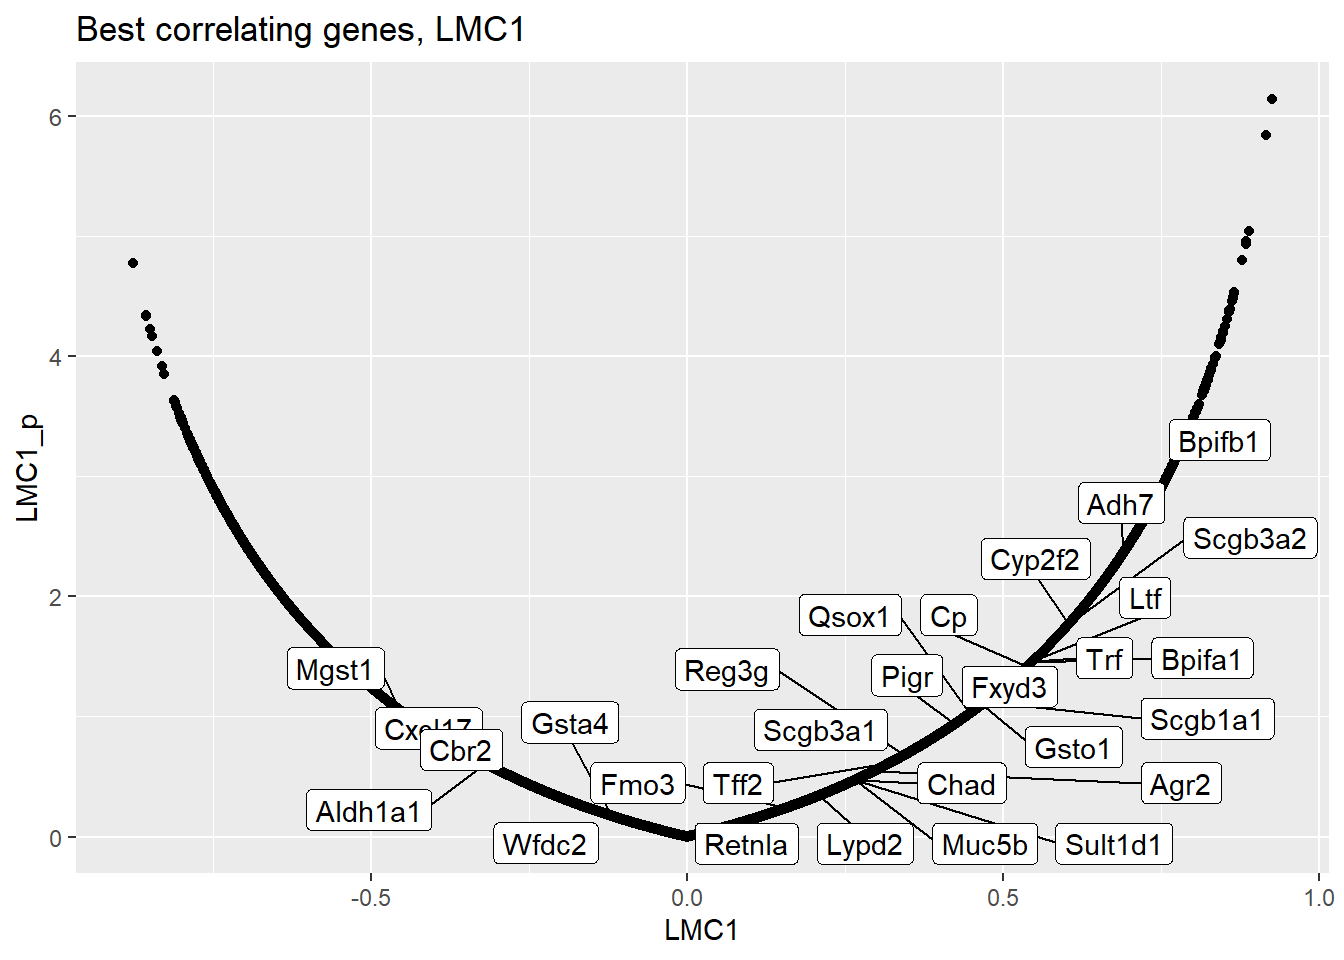 Best correlating genes, LMC1
6
4
2
0
LMC1_p
Bpifb1
Adh7
Scgb3a2
Cyp2f2
Ltf
Qsox1
Cp
Trf
Bpifa1
Mgst1
Reg3g
Pigr
Fxyd3
Cxcl17
Gsta4
Scgb3a1
Scgb1a1
Cbr2
Gsto1
Fmo3
Tff2
Chad
Agr2
Aldh1a1
Wfdc2
Retnla
Lypd2
Muc5b
Sult1d1
-0.5
0.0
0.5
1.0
LMC1